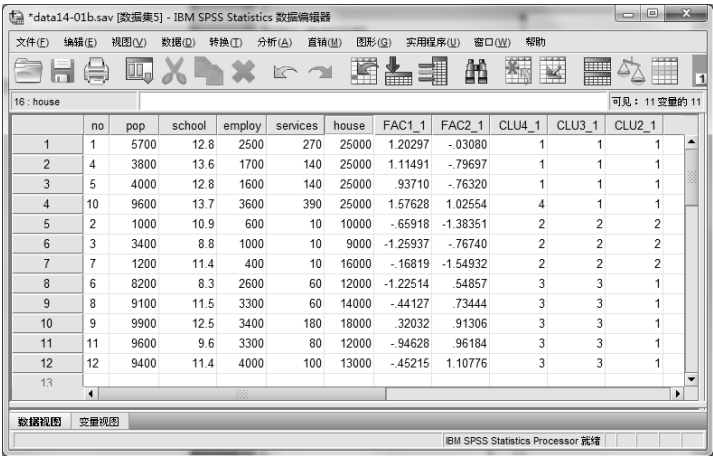 *data14-01b.sav [数据集5] - IBM SPSS Statistics 数据编辑器
文件(F) 编辑(E) 视图(V) 数据(D) 转换(T) 分析(A) 直销(M) 图形(G) 实用程序(U) 窗口(W) 帮助
16 : house 可见： 11 变量的 11
no pop school employ services house FAC1_1 FAC2_1 CLU4_1 CLU3_1 CLU2_1
1 1 5700 12.8 2500 270 25000 1.20297 -.03080 1 1 1
2 4 3800 13.6 1700 140 25000 1.11491 -.79697 1 1 1
3 5 4000 12.8 1600 140 25000 .93710 -.76320 1 1 1
4 10 9600 13.7 3600 390 25000 1.57628 1.02554 4 1 1
5 2 1000 10.9 600 10 10000 -.65918 -1.38351 2 2 2
6 3 3400 8.8 1000 10 9000 -1.25937 -.76740 2 2 2
7 7 1200 11.4 400 10 16000 -.16819 -1.54932 2 2 2
8 6 8200 8.3 2600 60 12000 -1.22514 .54857 3 3 1
9 8 9100 11.5 3300 60 14000 -.44127 .73444 3 3 1
10 9 9900 12.5 3400 180 18000 .32032 .91306 3 3 1
11 11 9600 9.6 3300 80 12000 -.94628 .96184 3 3 1
12 12 9400 11.4 4000 100 13000 -.45215 1.10776 3 3 1
13
数据视图 变量视图
IBM SPSS Statistics Processor 就绪